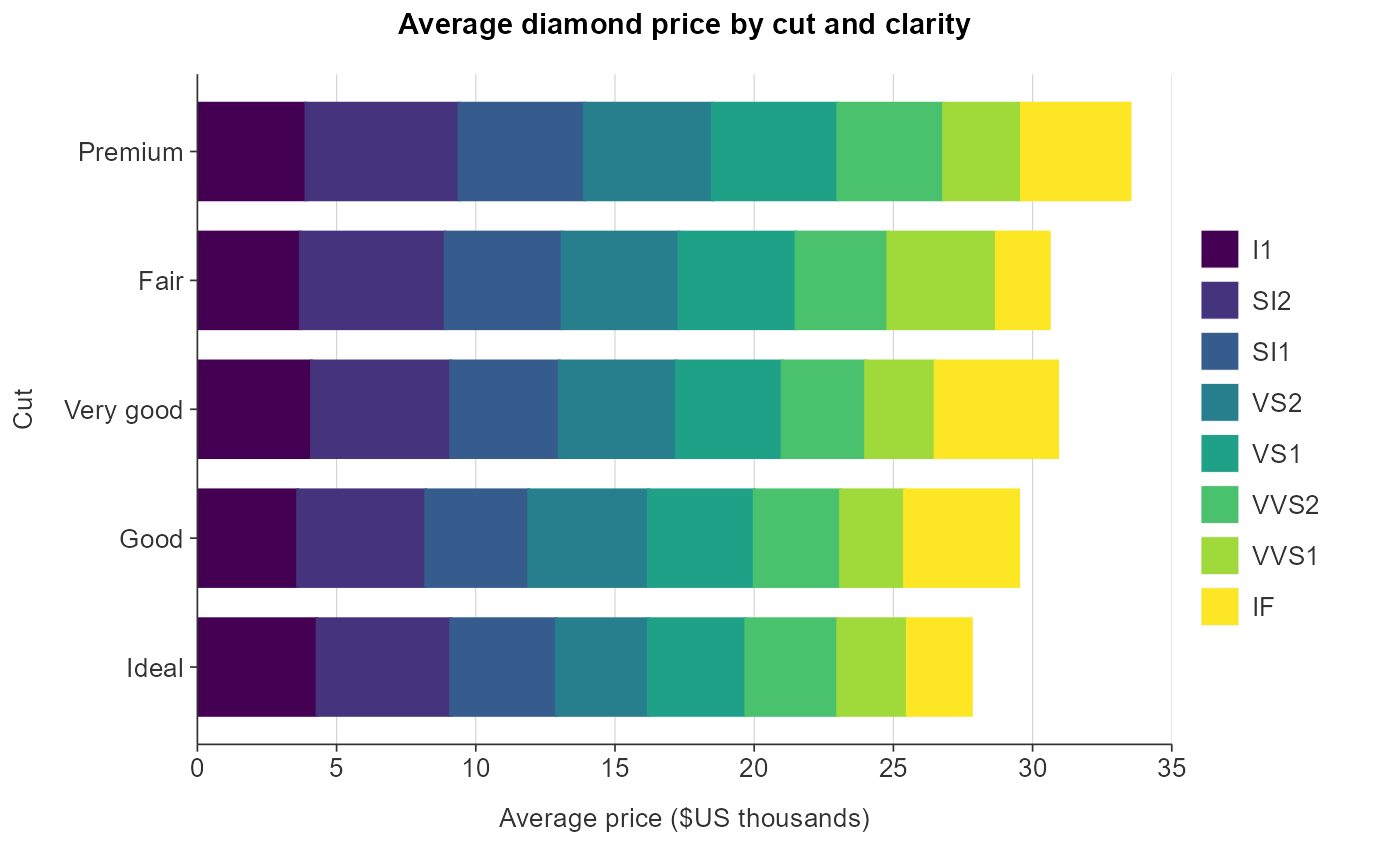 Average diamond price by cut and clarity
Cut
Premium
Fair
Very good
Good
Ideal
0 5 10 15 20 25 30 35
Average price ($US thousands)
I1
SI2
SI1
VS2
VS1
VVS2
VVS1
IF